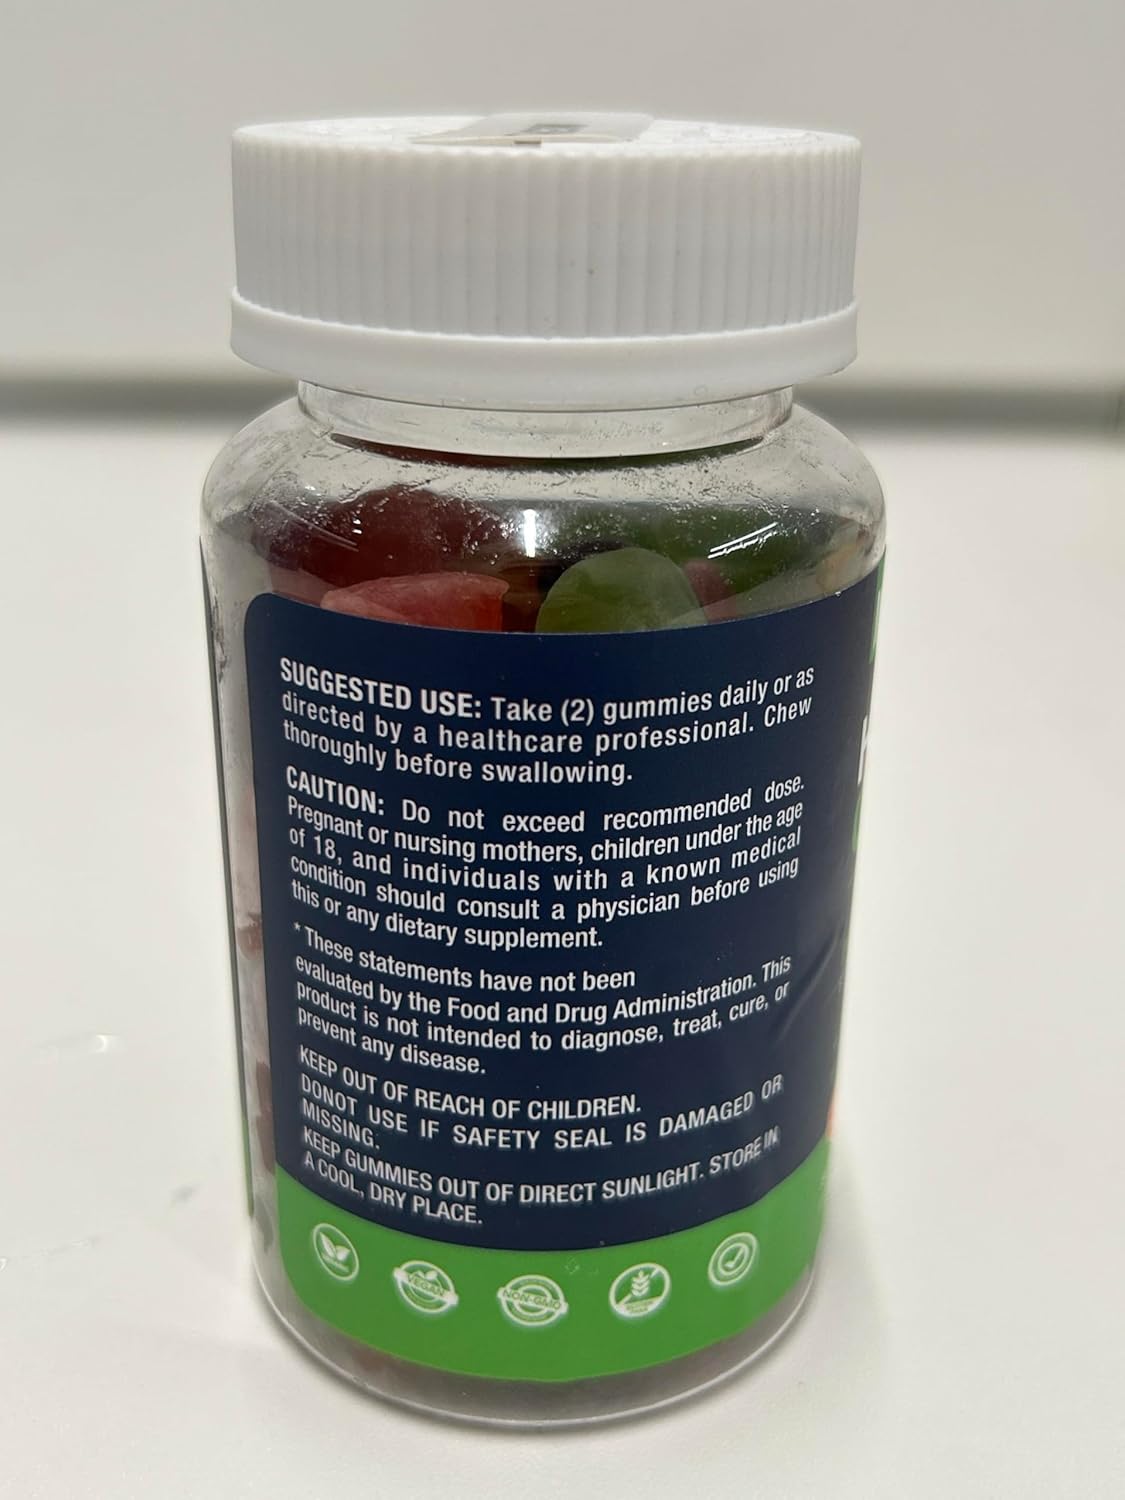 SUGGESTED USE: Take (2) gummies daily or as
directed by a healthcare professional. Chew
thoroughly before swallowing.
CAUTION: Do not exceed recommended dose.
Pregnant or nursing mothers, children under the age
of 18, and individuals with a known medical
condition should consult a physician before using
this or any dietary supplement.
* These statements have not been
evaluated by the Food and Drug Administration. This
product is not intended to diagnose, treat, cure, or
prevent any disease.
KEEP OUT OF REACH OF CHILDREN.
DONOT USE IF SAFETY SEAL IS DAMAGED OR
MISSING.
KEEP GUMMIES OUT OF DIRECT SUNLIGHT. STORE IN
A COOL, DRY PLACE.
VEGAN
NON-GMO